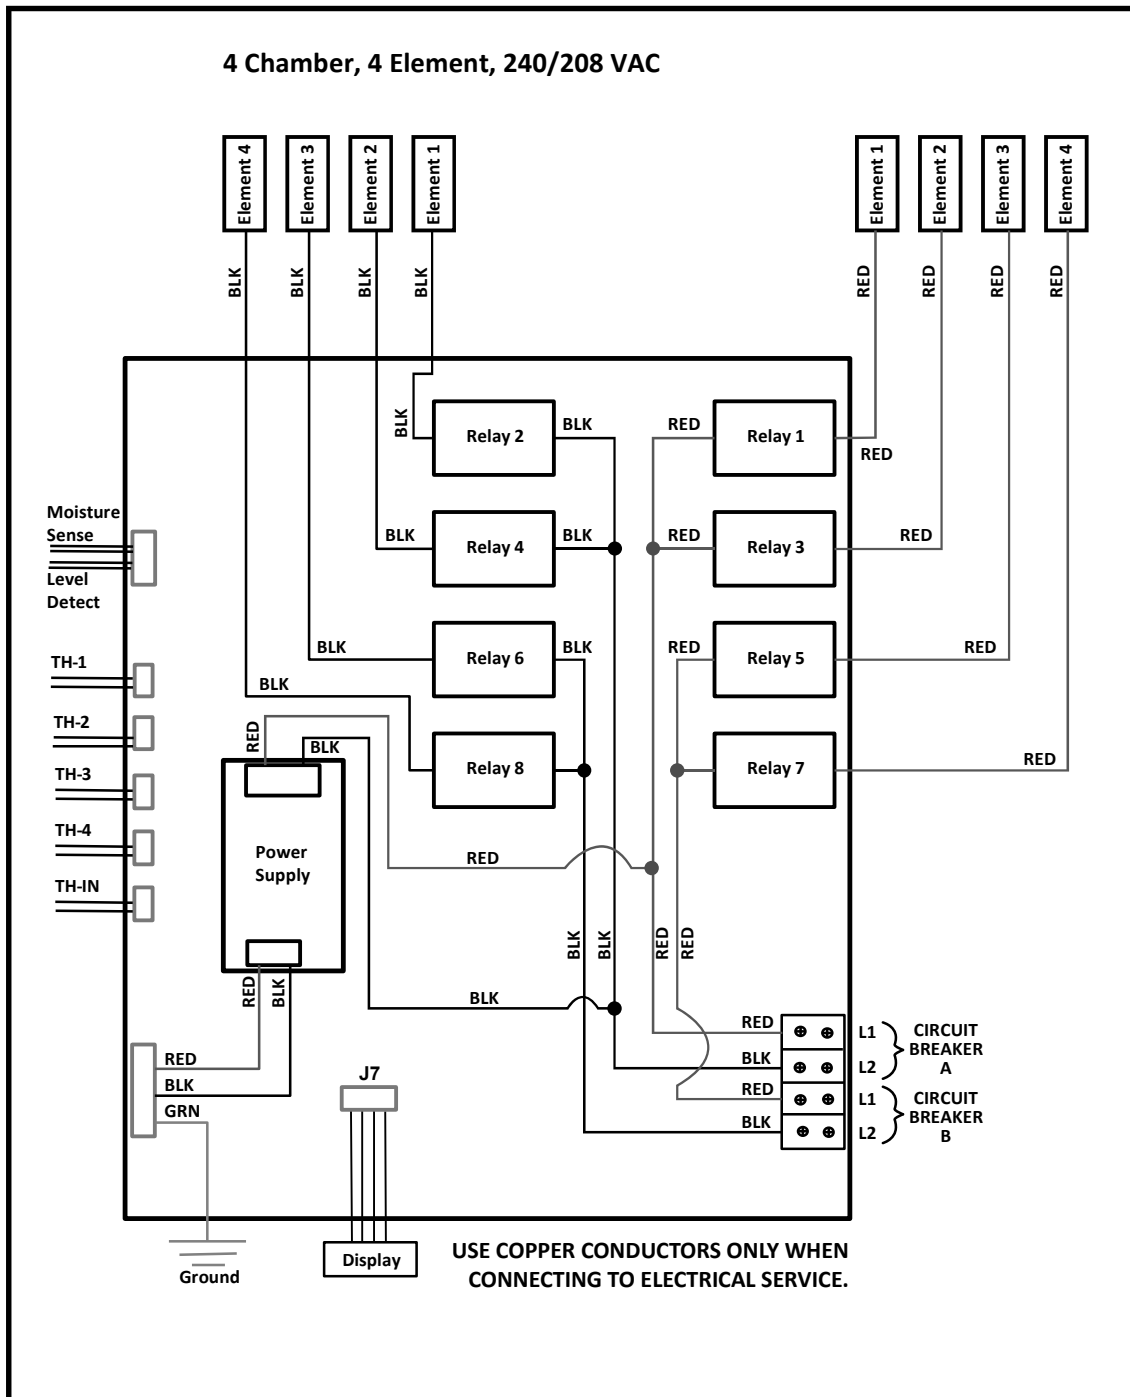 4 Chamber, 4 Element, 240/208 VAC
Element 4
Element 3
Element 2
Element 1
Element 1
Element 2
Element 3
Element 4
BLK
BLK
BLK
BLK
RED
RED
RED
RED
BLK
Relay 2
BLK
RED
Relay 1
RED
Moisture
Sense
Level
Detect
BLK
Relay 4
BLK
RED
Relay 3
RED
BLK
Relay 6
BLK
RED
Relay 5
RED
TH-1
TH-2
TH-3
TH-4
TH-IN
BLK
RED
BLK
Relay 8
Relay 7
RED
Power
Supply
RED
BLK
BLK
RED
RED
RED
BLK
BLK
RED
BLK
RED
BLK
L1
L2
L1
L2
CIRCUIT
BREAKER
A
CIRCUIT
BREAKER
B
RED
BLK
GRN
J7
Ground
Display
USE COPPER CONDUCTORS ONLY WHEN
CONNECTING TO ELECTRICAL SERVICE.